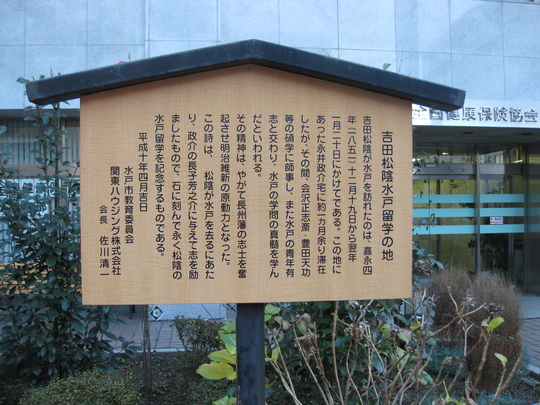 吉田松陰水戸留学の地
吉田松陰が水戸を訪れたのは、嘉永四
年（一八五一）十二月十九日から翌年
一月二十日にかけてである。この地に
あった永井政介宅に約一カ月余り滞在
したが、その間、会沢正志斎・豊田天功
等の碩学に師事し、また水戸の青年有
志と交わり、水戸の学問の真髄を学ん
だといわれる。
その精神は、やがて長州藩の志士を奮
起させ明治維新の原動力となった。
この詩は、松陰が水戸を去るにあた
り、政介の長子芳之介に与えて志を励
ましたもので、石に刻んで永く松陰の
水戸留学を記念するものである。
平成十年四月吉日
水戸市教育委員会
関東ハウジング株式会社
会長 佐川清一
健康保険協会